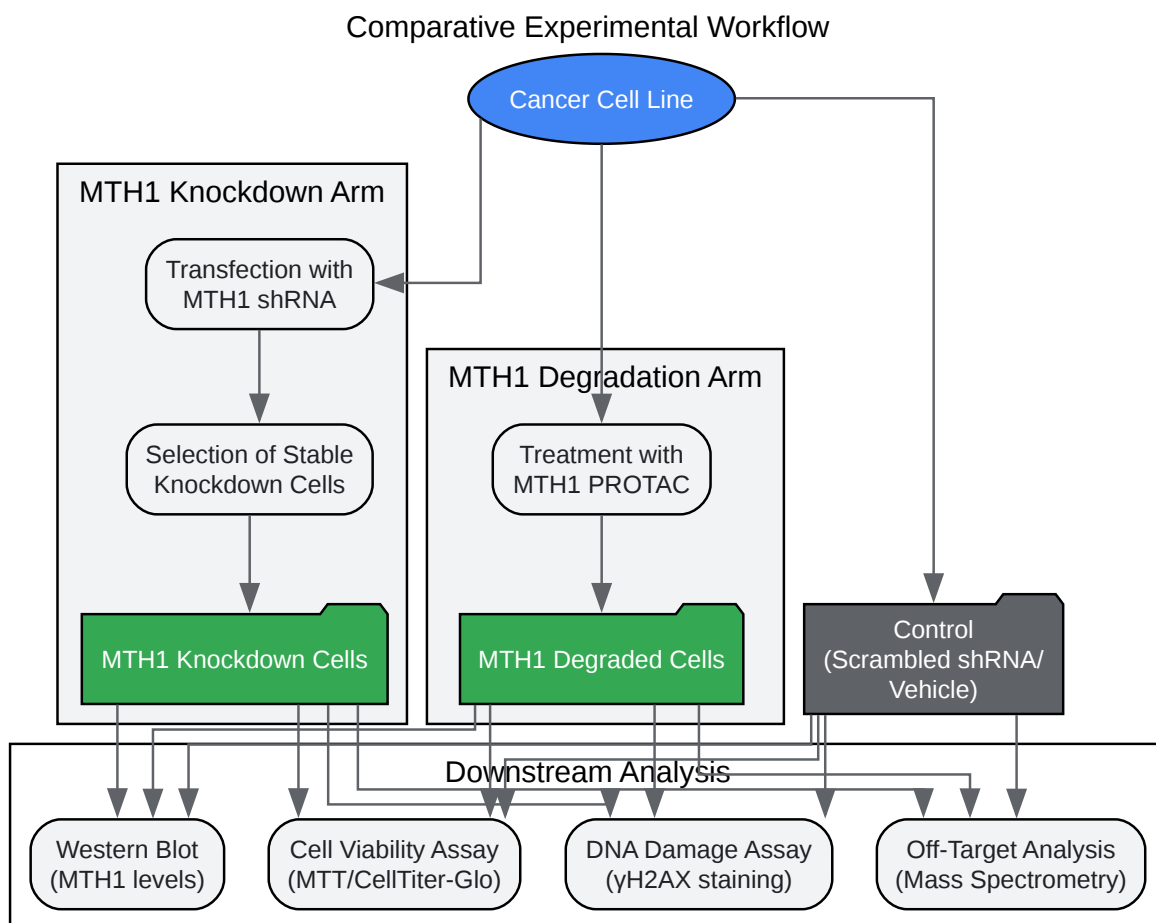 Comparative Experimental Workflow
Cancer Cell Line
MTH1 Knockdown Arm
Transfection with
MTH1 shRNA
Selection of Stable
Knockdown Cells
MTH1 Knockdown Cells
MTH1 Degradation Arm
Treatment with
MTH1 PROTAC
MTH1 Degraded Cells
Control
(Scrambled shRNA/
Vehicle)
Downstream Analysis
Western Blot
(MTH1 levels)
Cell Viability Assay
(MTT/CellTiter-Glo)
DNA Damage Assay
(γH2AX staining)
Off-Target Analysis
(Mass Spectrometry)